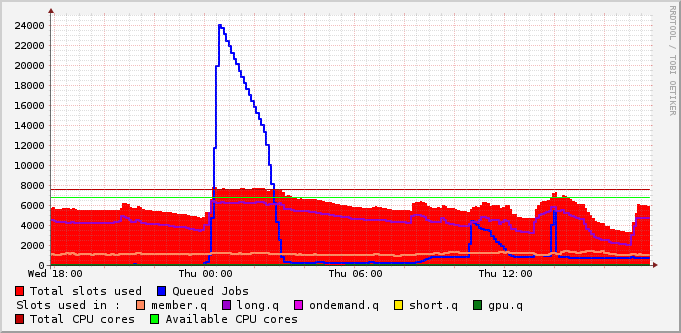 RRDTOOL / TOBI OETIKER
24000
22000
20000
18000
16000
14000
12000
10000
8000
6000
4000
2000
0
Wed 18:00 Thu 00:00 Thu 06:00 Thu 12:00
Total slots used Queued Jobs
Slots used in : member.q long.q ondemand.q short.q gpu.q
Total CPU cores Available CPU cores